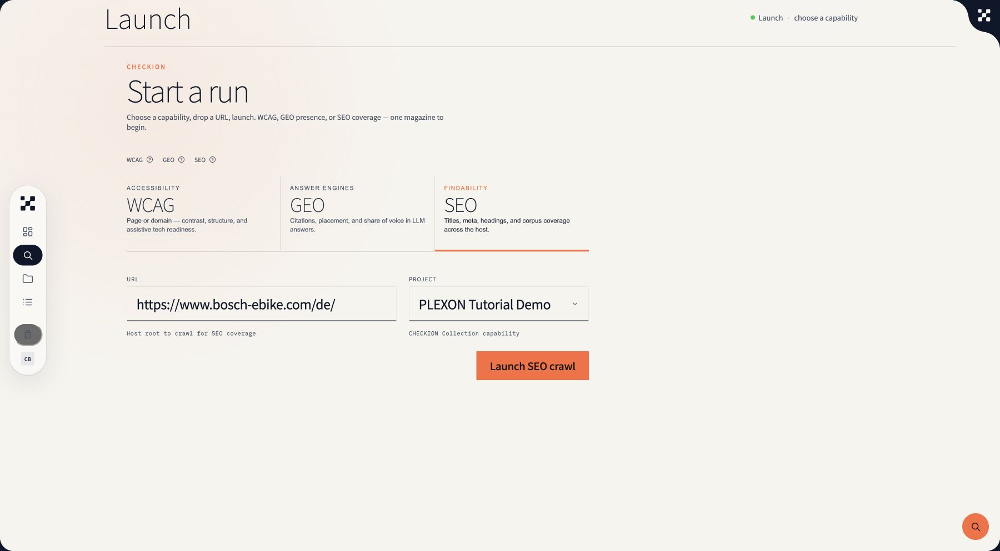 Launch
Launch · choose a capability
CHECKION
Start a run
Choose a capability, drop a URL, launch. WCAG, GEO presence, or SEO coverage — one magazine to
begin.
WCAG ? GEO ? SEO ?
ACCESSIBILITY
WCAG
Page or domain — contrast, structure, and
assistive tech readiness.
ANSWER ENGINES
GEO
Citations, placement, and share of voice in LLM
answers.
FINDABILITY
SEO
Titles, meta, headings, and corpus coverage
across the host.
URL
https://www.bosch-ebike.com/de/
Host root to crawl for SEO coverage
PROJECT
PLEXON Tutorial Demo
CHECKION Collection capability
Launch SEO crawl
CB